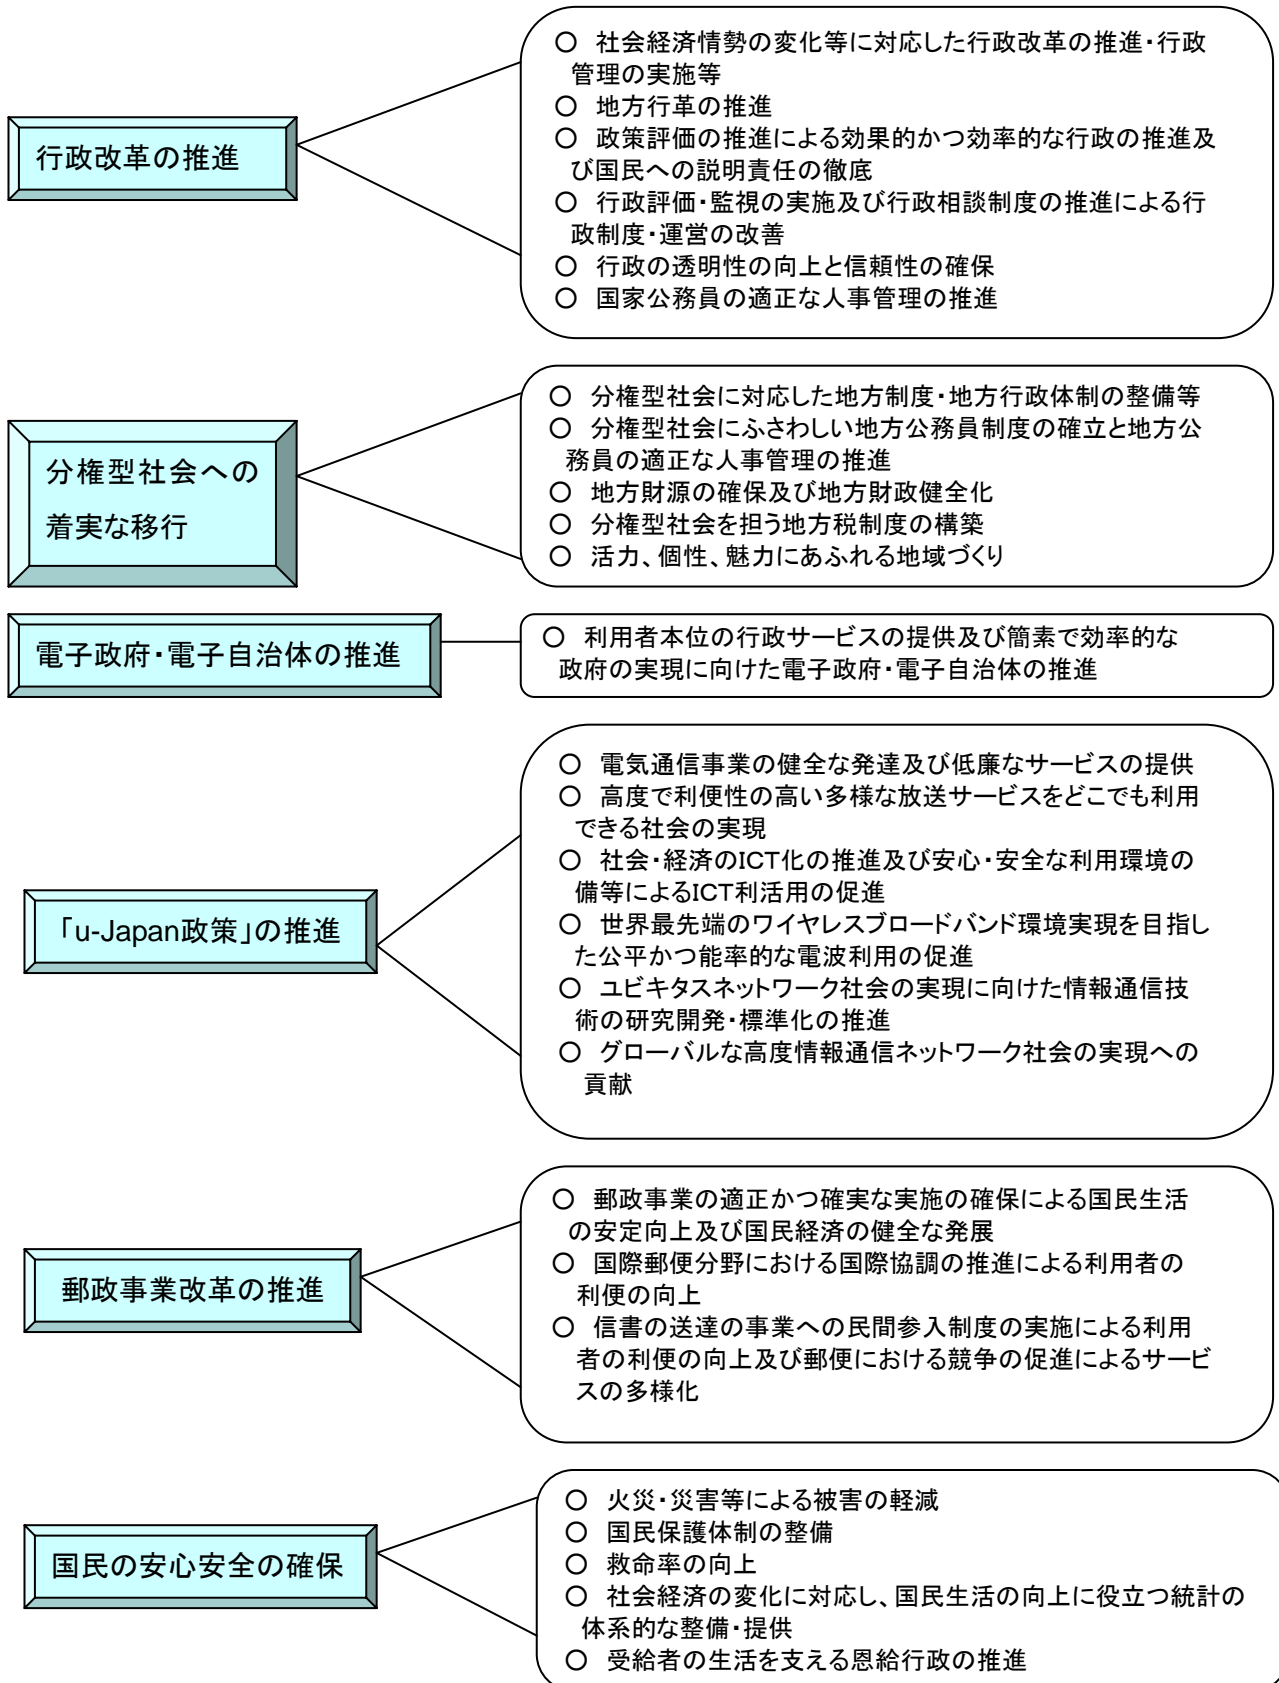 行政改革の推進
○ 社会経済情勢の変化等に対応した行政改革の推進・行政
管理の実施等
○ 地方行革の推進
○ 政策評価の推進による効果的かつ効率的な行政の推進及
び国民への説明責任の徹底
○ 行政評価・監視の実施及び行政相談制度の推進による行
政制度・運営の改善
○ 行政の透明性の向上と信頼性の確保
○ 国家公務員の適正な人事管理の推進
分権型社会への
着実な移行
○ 分権型社会に対応した地方制度・地方行政体制の整備等
○ 分権型社会にふさわしい地方公務員制度の確立と地方公
務員の適正な人事管理の推進
○ 地方財源の確保及び地方財政健全化
○ 分権型社会を担う地方税制度の構築
○ 活力、個性、魅力にあふれる地域づくり
電子政府・電子自治体の推進
○ 利用者本位の行政サービスの提供及び簡素で効率的な
政府の実現に向けた電子政府・電子自治体の推進
「u-Japan政策」の推進
○ 電気通信事業の健全な発達及び低廉なサービスの提供
○ 高度で利便性の高い多様な放送サービスをどこでも利用
できる社会の実現
○ 社会・経済のICT化の推進及び安心・安全な利用環境の
備等によるICT利活用の促進
○ 世界最先端のワイヤレスブロードバンド環境実現を目指し
た公平かつ能率的な電波利用の促進
○ ユビキタスネットワーク社会の実現に向けた情報通信技
術の研究開発・標準化の推進
○ グローバルな高度情報通信ネットワーク社会の実現への
貢献
郵政事業改革の推進
○ 郵政事業の適正かつ確実な実施の確保による国民生活
の安定向上及び国民経済の健全な発展
○ 国際郵便分野における国際協調の推進による利用者の
利便の向上
○ 信書の送達の事業への民間参入制度の実施による利用
者の利便の向上及び郵便における競争の促進によるサービ
スの多様化
国民の安心安全の確保
○ 火災・災害等による被害の軽減
○ 国民保護体制の整備
○ 救命率の向上
○ 社会経済の変化に対応し、国民生活の向上に役立つ統計の
体系的な整備・提供
○ 受給者の生活を支える恩給行政の推進